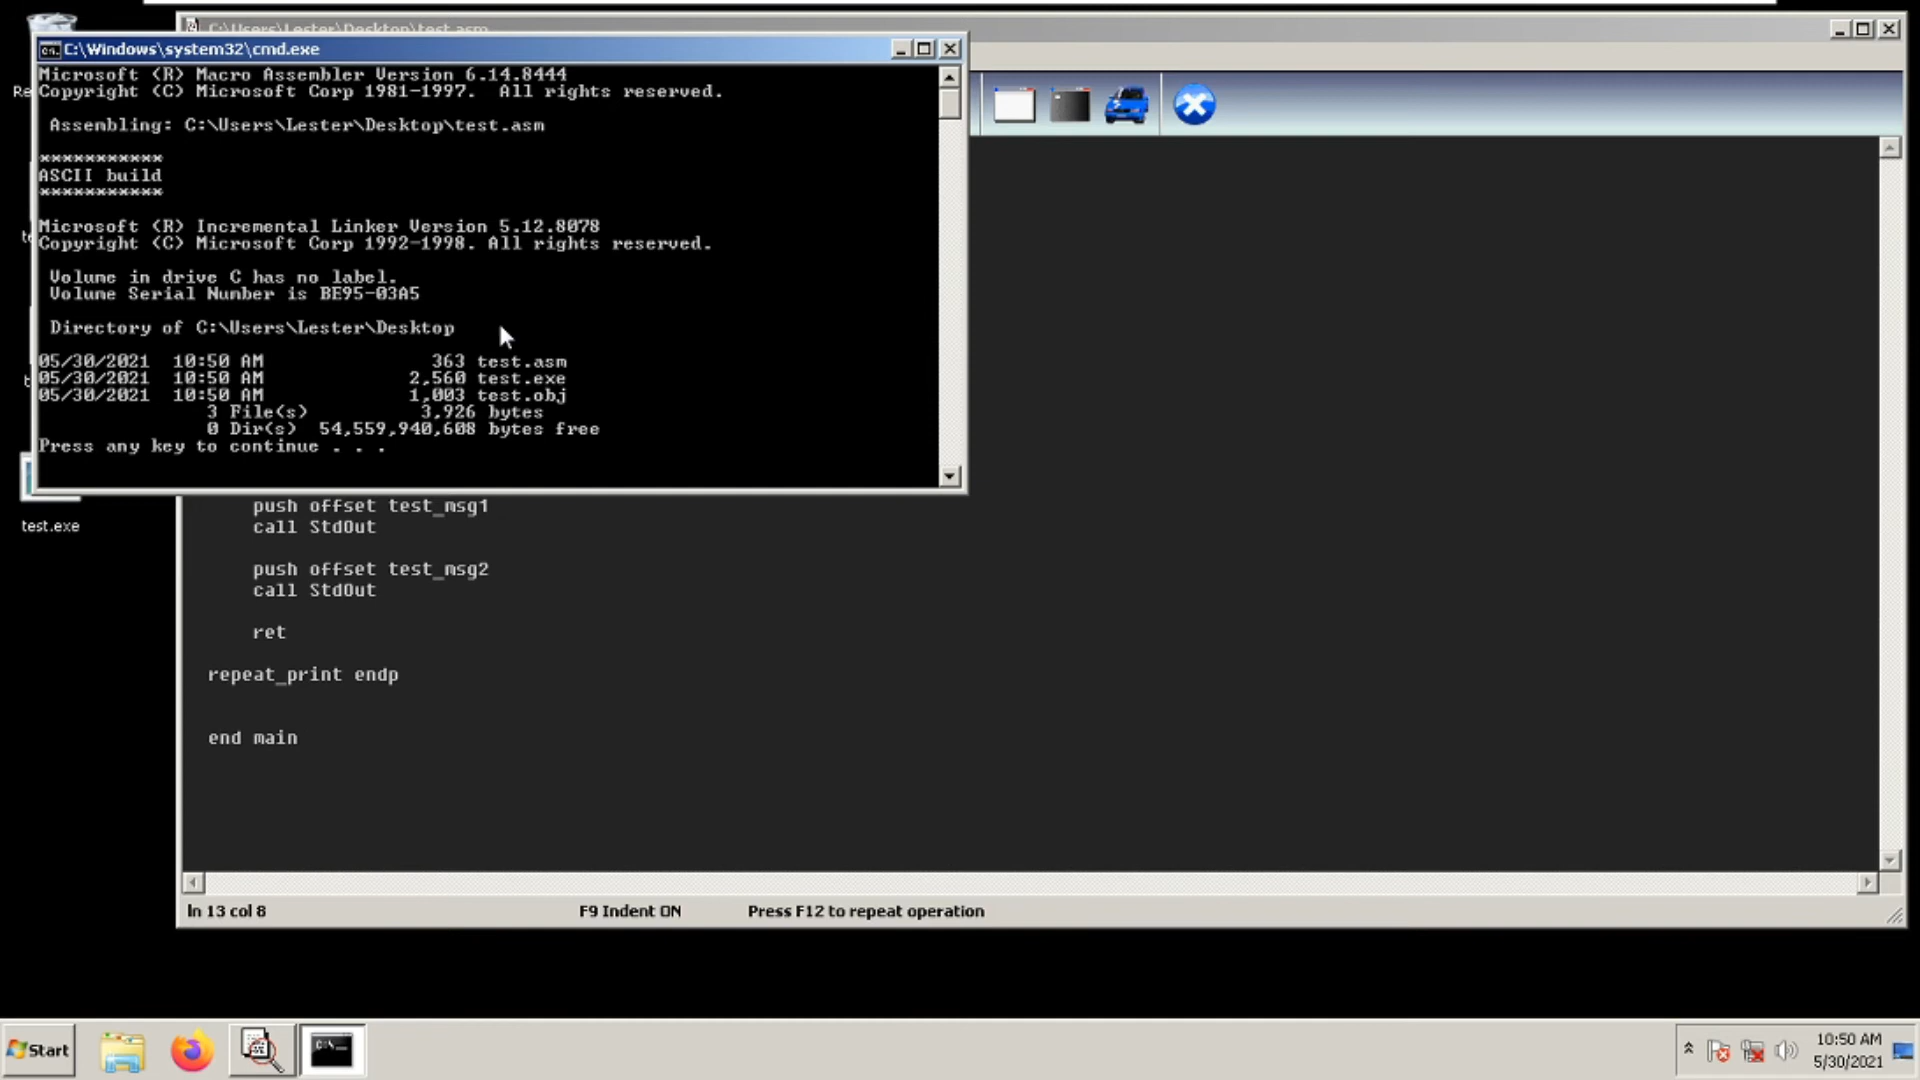 C:\Users\Lester\Desktop\test.asm
C:\Windows\system32\cmd.exe
Microsoft (R) Macro Assembler Version 6.14.8444
Copyright (C) Microsoft Corp 1981-1997.  All rights reserved.
Assembling: C:\Users\Lester\Desktop\test.asm
***********
ASCII build
***********
Microsoft (R) Incremental Linker Version 5.12.8078
Copyright (C) Microsoft Corp 1992-1998. All rights reserved.
Volume in drive C has no label.
Volume Serial Number is BE95-03A5
Directory of C:\Users\Lester\Desktop
05/30/2021  10:50 AM               363 test.asm
05/30/2021  10:50 AM             2,560 test.exe
05/30/2021  10:50 AM             1,003 test.obj
3 File(s)          3,926 bytes
0 Dir(s)  54,559,940,608 bytes free
Press any key to continue . . .
push offset test_msg1
call StdOut
test.exe
push offset test_msg2
call StdOut
ret
repeat_print endp
end main
ln 13 col 8
F9 Indent ON
Press F12 to repeat operation
Start
C:\_
10:50 AM
5/30/2021